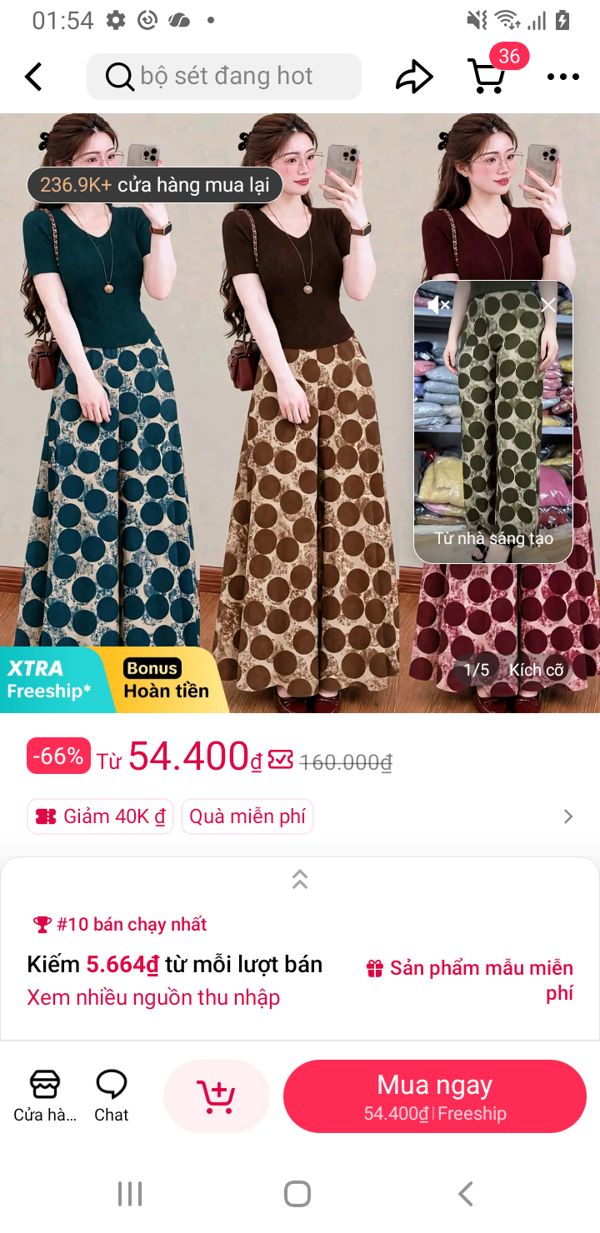 01:54
36
bộ sét đang hot
236.9K+ cửa hàng mua lại
Từ nhà sáng tạo
XTRA
Freeship*
Bonus
Hoàn tiền
1/5 Kích cỡ
-66% Từ 54.400₫ 160.000₫
Giảm 40K ₫ Quà miễn phí
#10 bán chạy nhất
Kiếm 5.664₫ từ mỗi lượt bán
Xem nhiều nguồn thu nhập
Sản phẩm mẫu miễn
phí
Cửa hà...
Chat
Mua ngay
54.400₫|Freeship